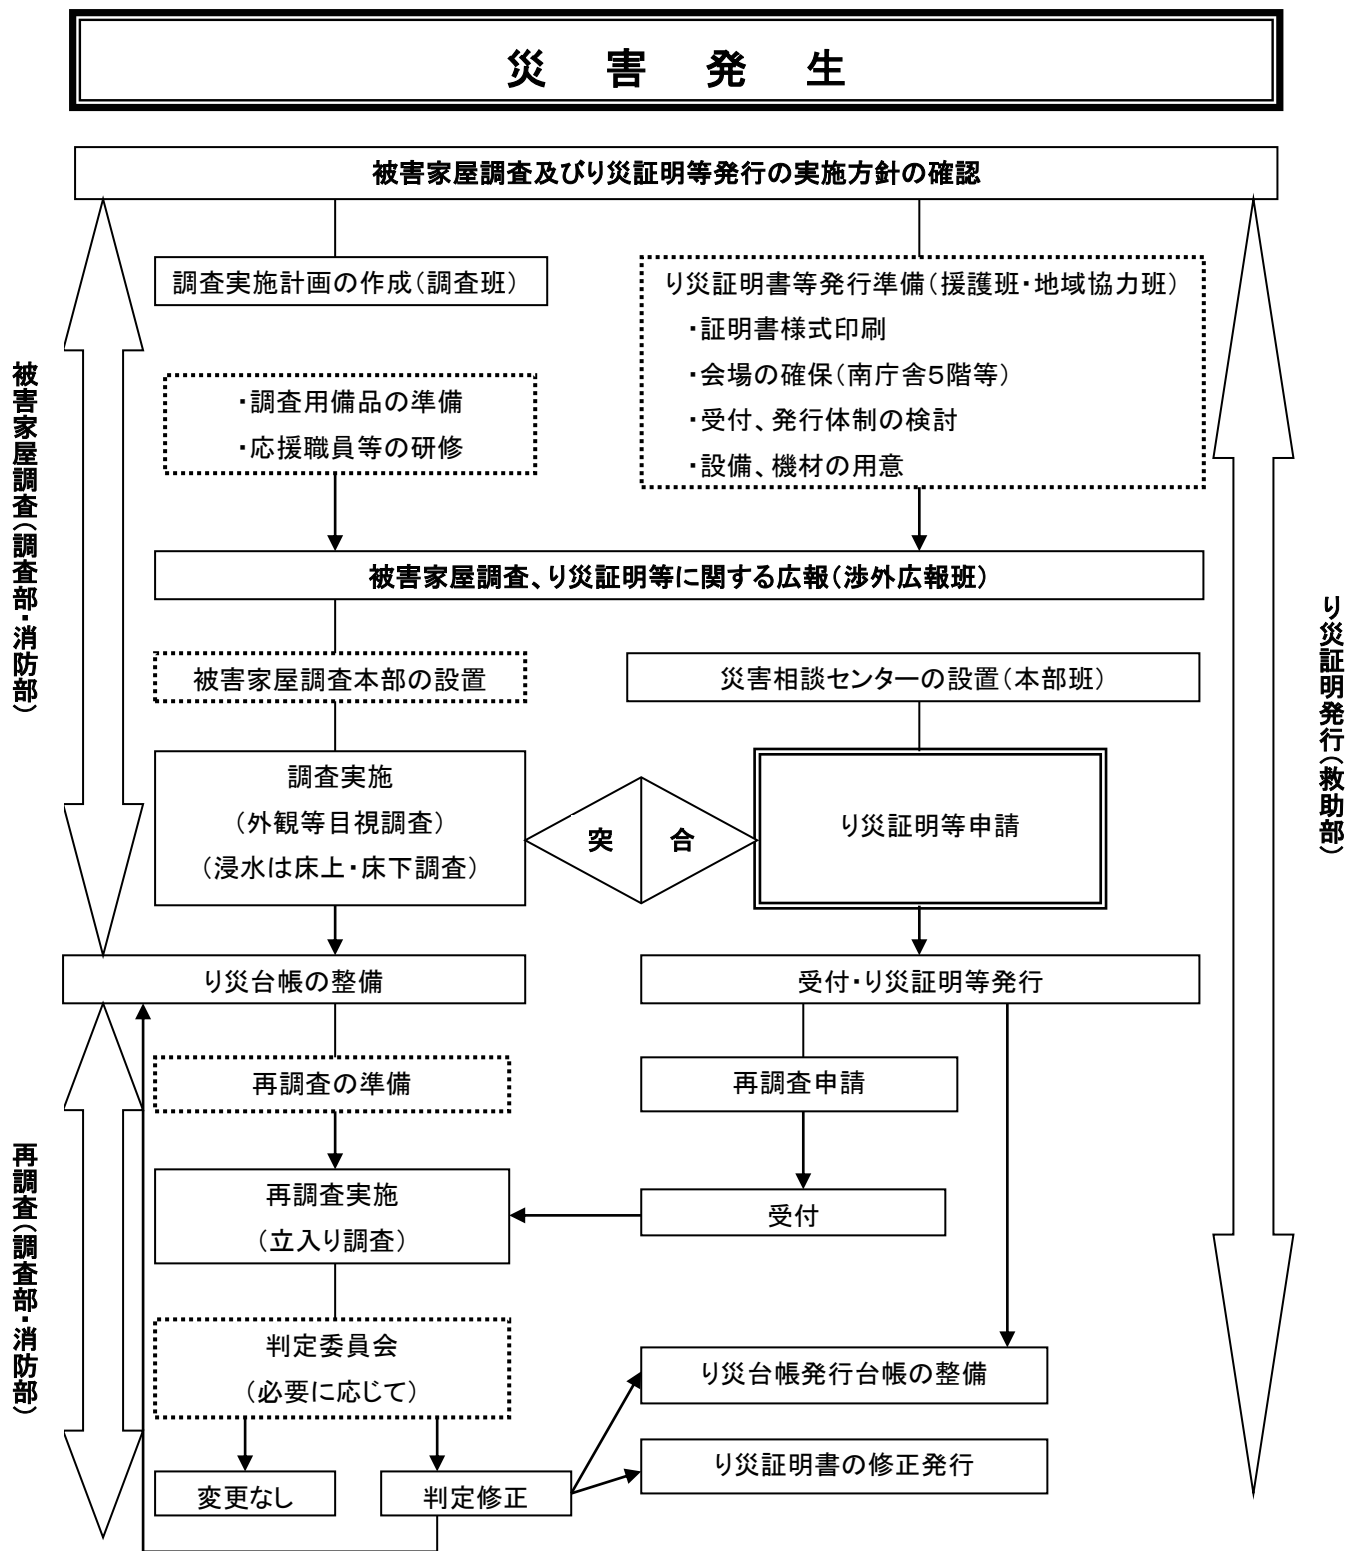 災　害　発　生
被害家屋調査及びり災証明等発行の実施方針の確認
調査実施計画の作成（調査班）
り災証明書等発行準備（援護班・地域協力班）
・証明書様式印刷
・会場の確保（南庁舎５階等）
・受付、発行体制の検討
・設備、機材の用意
・調査用備品の準備
・応援職員等の研修
被害家屋調査（調査部・消防部）
被害家屋調査、り災証明等に関する広報（渉外広報班）
り災証明発行（救助部）
被害家屋調査本部の設置
災害相談センターの設置（本部班）
調査実施
（外観等目視調査）
（浸水は床上・床下調査）
突　合
り災証明等申請
り災台帳の整備
受付・り災証明等発行
再調査の準備
再調査申請
再調査（調査部・消防部）
再調査実施
（立入り調査）
受付
判定委員会
（必要に応じて）
り災台帳発行台帳の整備
り災証明書の修正発行
変更なし
判定修正